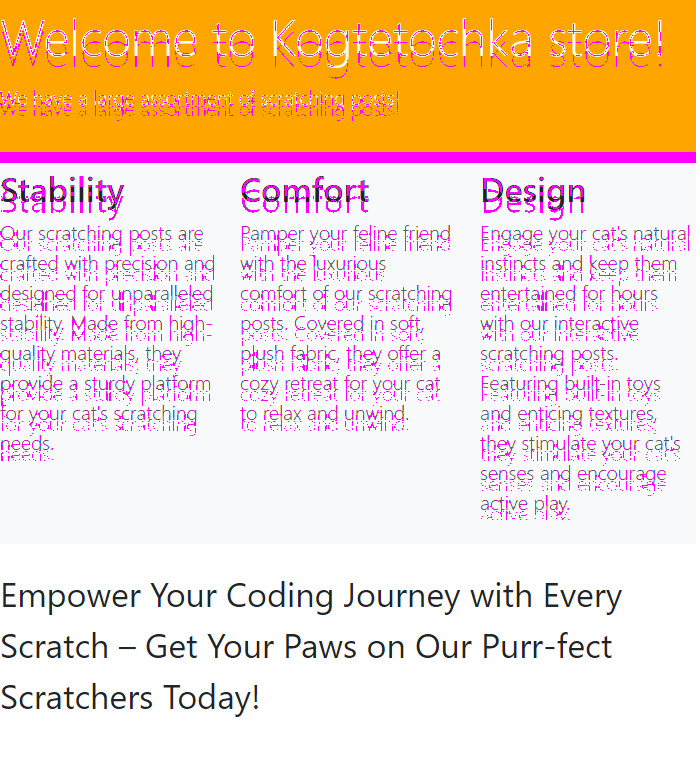 Welcome to Kogtetochka store!
We have a large assortment of scratching posts!
Stability
Our scratching posts are
crafted with precision and
designed for unparalleled
stability. Made from high-
quality materials, they
provide a sturdy platform
for your cat's scratching
needs.
Comfort
Pamper your feline friend
with the luxurious
comfort of our scratching
posts. Covered in soft,
plush fabric, they offer a
cozy retreat for your cat
to relax and unwind.
Design
Engage your cat's natural
instincts and keep them
entertained for hours
with our interactive
scratching posts.
Featuring built-in toys
and enticing textures,
they stimulate your cat's
senses and encourage
active play.
Empower Your Coding Journey with Every
Scratch – Get Your Paws on Our Purr-fect
Scratchers Today!